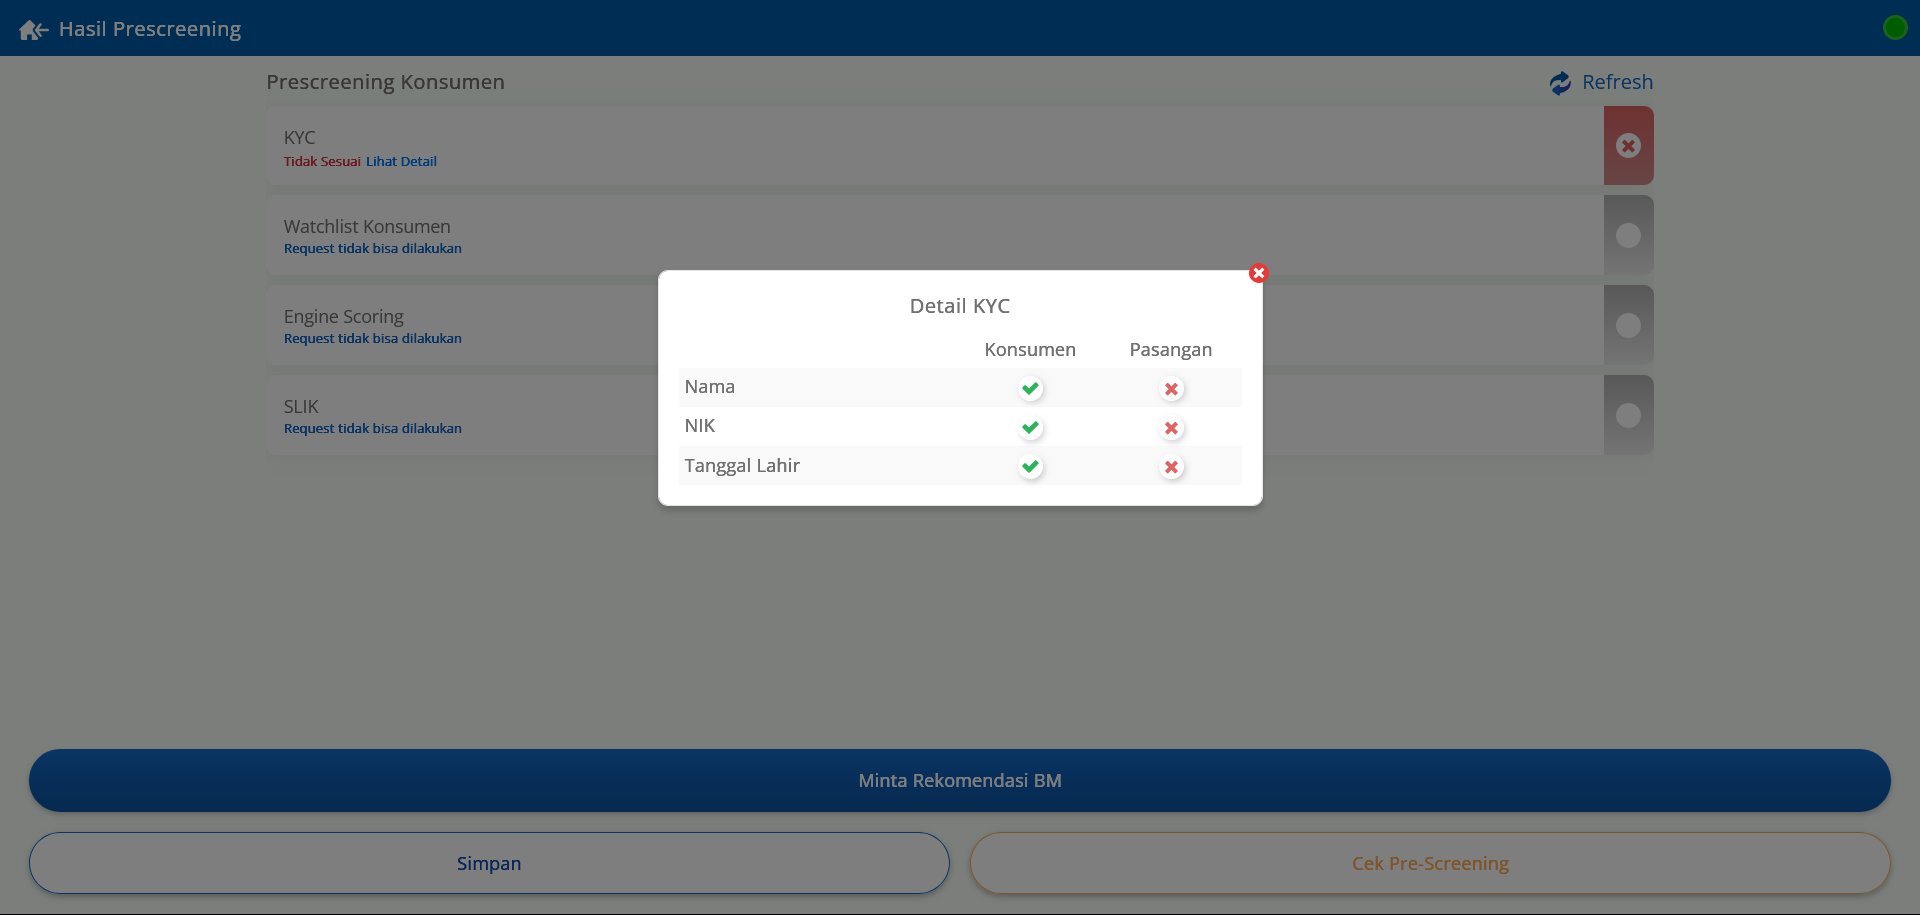 Hasil Prescreening
Prescreening Konsumen
Refresh
KYC
Tidak Sesuai Lihat Detail
Watchlist Konsumen
Request tidak bisa dilakukan
Engine Scoring
Request tidak bisa dilakukan
SLIK
Request tidak bisa dilakukan
Detail KYC
Konsumen Pasangan
Nama
NIK
Tanggal Lahir
Minta Rekomendasi BM
Simpan
Cek Pre-Screening